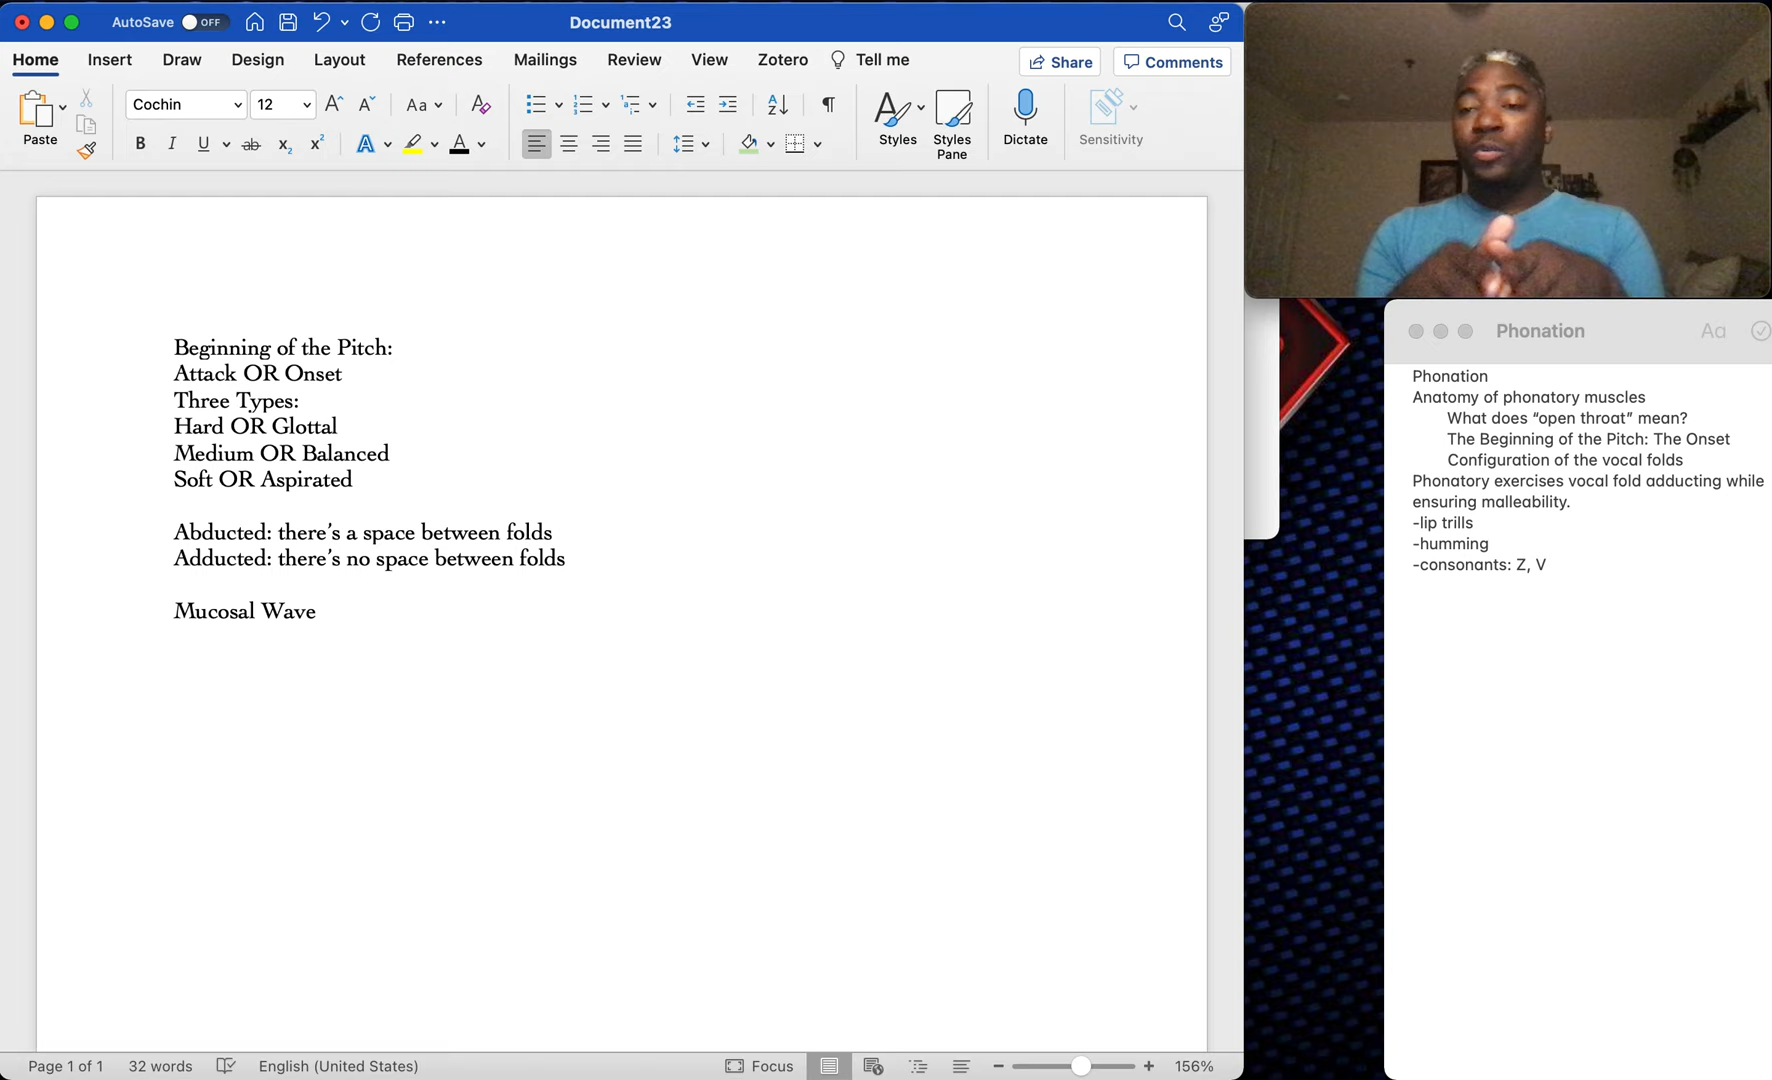 AutoSave OFF Document23
Home Insert Draw Design Layout References Mailings Review View Zotero Tell me Share Comments
Paste Cochin 12 Aa Styles Styles Pane Dictate Sensitivity
Beginning of the Pitch:
Attack OR Onset
Three Types:
Hard OR Glottal
Medium OR Balanced
Soft OR Aspirated
Abducted: there’s a space between folds
Adducted: there’s no space between folds
Mucosal Wave
Page 1 of 1 32 words English (United States) Focus 156%
Phonation Aa
Phonation
Anatomy of phonatory muscles
What does “open throat” mean?
The Beginning of the Pitch: The Onset
Configuration of the vocal folds
Phonatory exercises vocal fold adducting while
ensuring malleability.
-lip trills
-humming
-consonants: Z, V